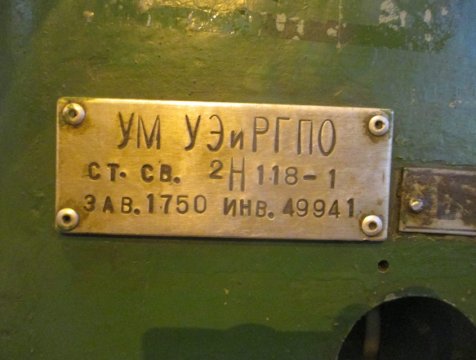 УМ УЭиРГПО
СТ. СВ. 2Н118-1
ЗАВ.1750 ИНВ.49941